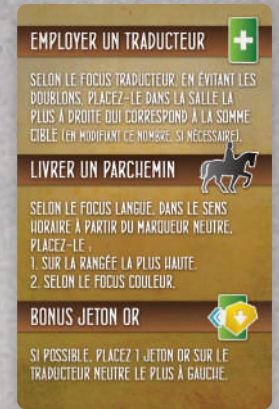 EMPLOYER UN TRADUCTEUR
SELON LE FOCUS TRADUCTEUR, EN ÉVITANT LES
DOUBLONS, PLACEZ-LE DANS LA SALLE LA
PLUS À DROITE QUI CORRESPOND À LA SOMME
CIBLE (EN MODIFIANT CE NOMBRE, SI NÉCESSAIRE).
LIVRER UN PARCHEMIN
SELON LE FOCUS LANGUE, DANS LE SENS
HORAIRE À PARTIR DU MARQUEUR NEUTRE,
PLACEZ-LE :
1. SUR LA RANGÉE LA PLUS HAUTE.
2. SELON LE FOCUS COULEUR.
BONUS JETON OR
SI POSSIBLE, PLACEZ 1 JETON OR SUR LE
TRADUCTEUR NEUTRE LE PLUS À GAUCHE.